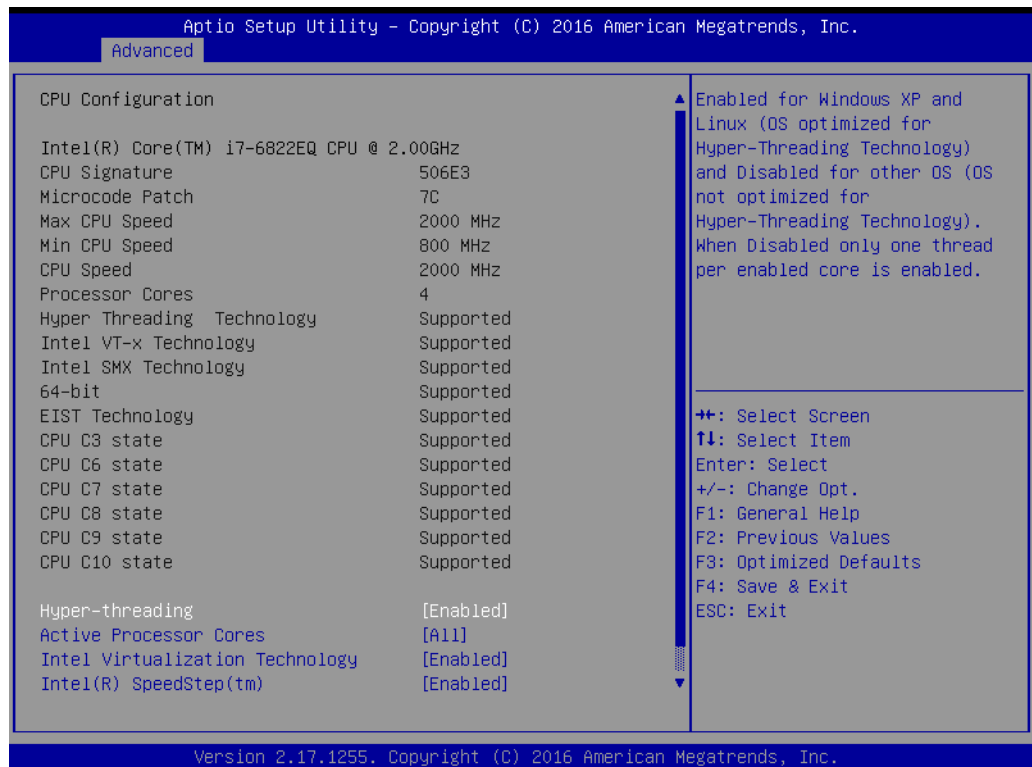 Aptio Setup Utility – Copyright (C) 2016 American Megatrends, Inc.
Advanced
CPU Configuration
Intel(R) Core(TM) i7-6822EQ CPU @ 2.00GHz
CPU Signature 506E3
Microcode Patch 7C
Max CPU Speed 2000 MHz
Min CPU Speed 800 MHz
CPU Speed 2000 MHz
Processor Cores 4
Hyper Threading Technology Supported
Intel VT-x Technology Supported
Intel SMX Technology Supported
64-bit Supported
EIST Technology Supported
CPU C3 state Supported
CPU C6 state Supported
CPU C7 state Supported
CPU C8 state Supported
CPU C9 state Supported
CPU C10 state Supported
Hyper-threading [Enabled]
Active Processor Cores [All]
Intel Virtualization Technology [Enabled]
Intel(R) SpeedStep(tm) [Enabled]
Enabled for Windows XP and
Linux (OS optimized for
Hyper-Threading Technology)
and Disabled for other OS (OS
not optimized for
Hyper-Threading Technology).
When Disabled only one thread
per enabled core is enabled.
→←: Select Screen
↑↓: Select Item
Enter: Select
+/-: Change Opt.
F1: General Help
F2: Previous Values
F3: Optimized Defaults
F4: Save & Exit
ESC: Exit
Version 2.17.1255. Copyright (C) 2016 American Megatrends, Inc.